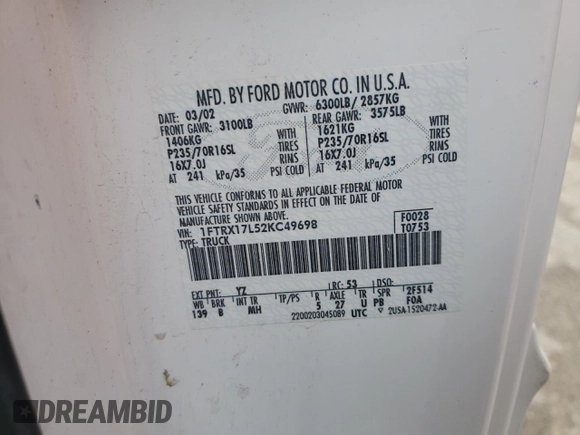 MFD. BY FORD MOTOR CO. IN U.S.A.
DATE: 03/02 GVWR: 6300LB/ 2857KG
FRONT GAWR: 3100LB REAR GAWR: 3575LB
1406KG WITH 1621KG WITH
P235/70R16SL TIRES P235/70R16SL TIRES
16X7.0J RIMS 16X7.0J RIMS
AT 241 kPa/35 PSI COLD AT 241 kPa/35 PSI COLD
THIS VEHICLE CONFORMS TO ALL APPLICABLE FEDERAL MOTOR
VEHICLE SAFETY STANDARDS IN EFFECT ON THE DATE OF
MANUFACTURE SHOWN ABOVE.
VIN: 1FTRX17L52KC49698 F0028
TYPE: TRUCK T0753
EXT PNT: YZ RC: 53 DSO:
WB BRK INT TR TP/PS R AXLE TR SPR 2F514
139 B MH 5 27 U PB F0A
2200203045089 UTC 2USA-1520472-AA
DREAMBID